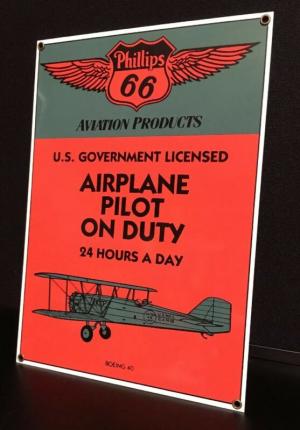 Phillips
66
AVIATION PRODUCTS
U.S. GOVERNMENT LICENSED
AIRPLANE
PILOT
ON DUTY
24 HOURS A DAY
BOEING 40